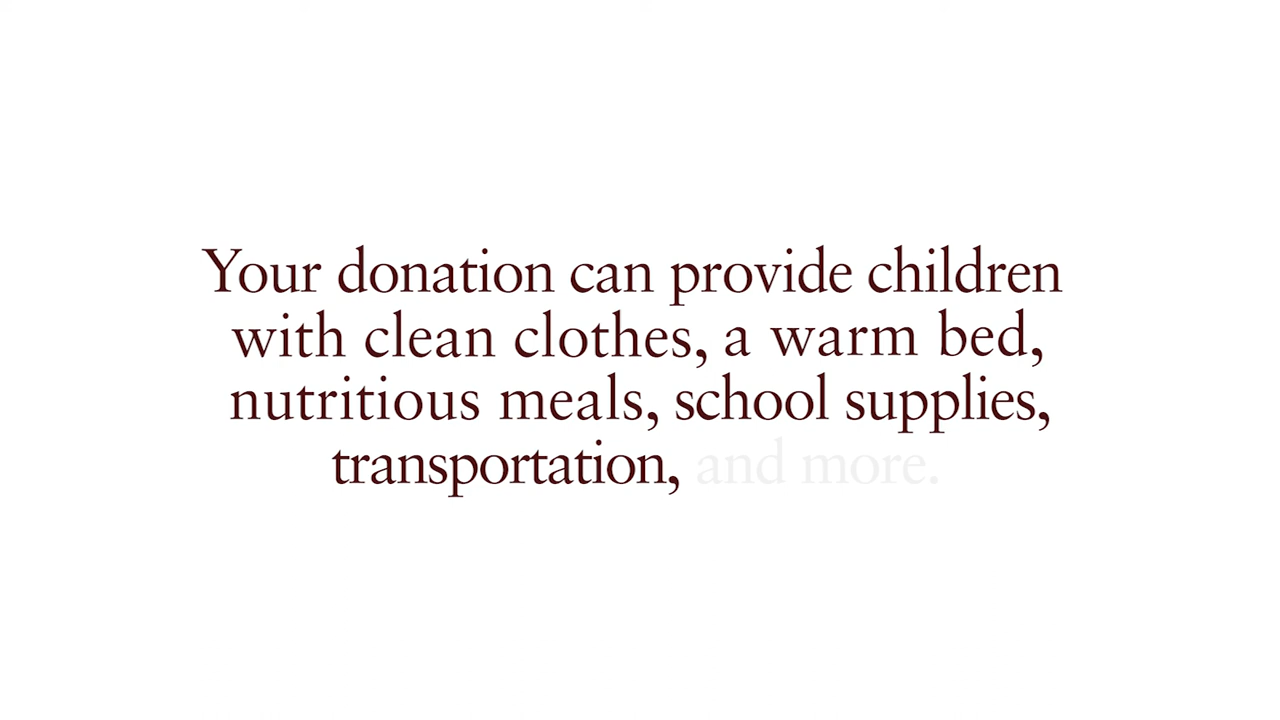 Your donation can provide children
with clean clothes, a warm bed,
nutritious meals, school supplies,
transportation, and more.